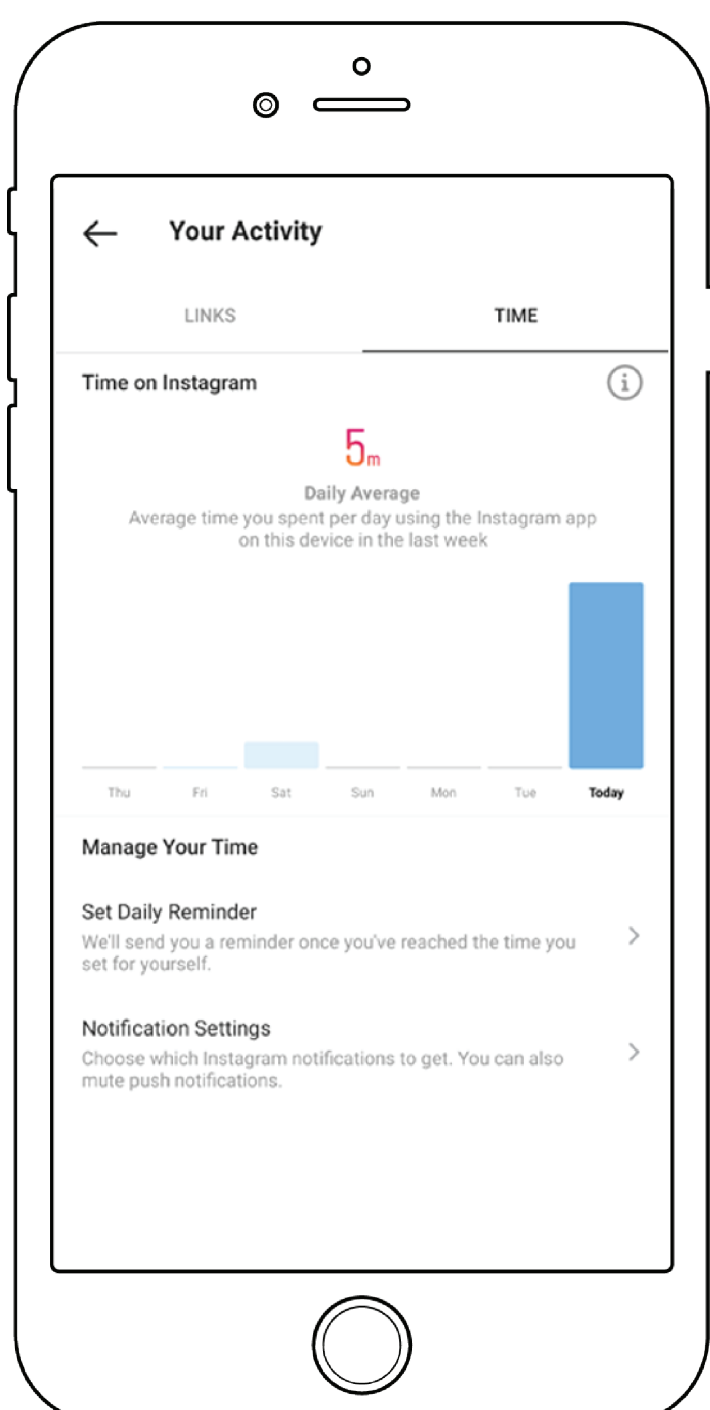 Your Activity
LINKS
TIME
Time on Instagram
5m
Daily Average
Average time you spent per day using the Instagram app
on this device in the last week
Thu Fri Sat Sun Mon Tue Today
Manage Your Time
Set Daily Reminder
We'll send you a reminder once you've reached the time you
set for yourself.
Notification Settings
Choose which Instagram notifications to get. You can also
mute push notifications.